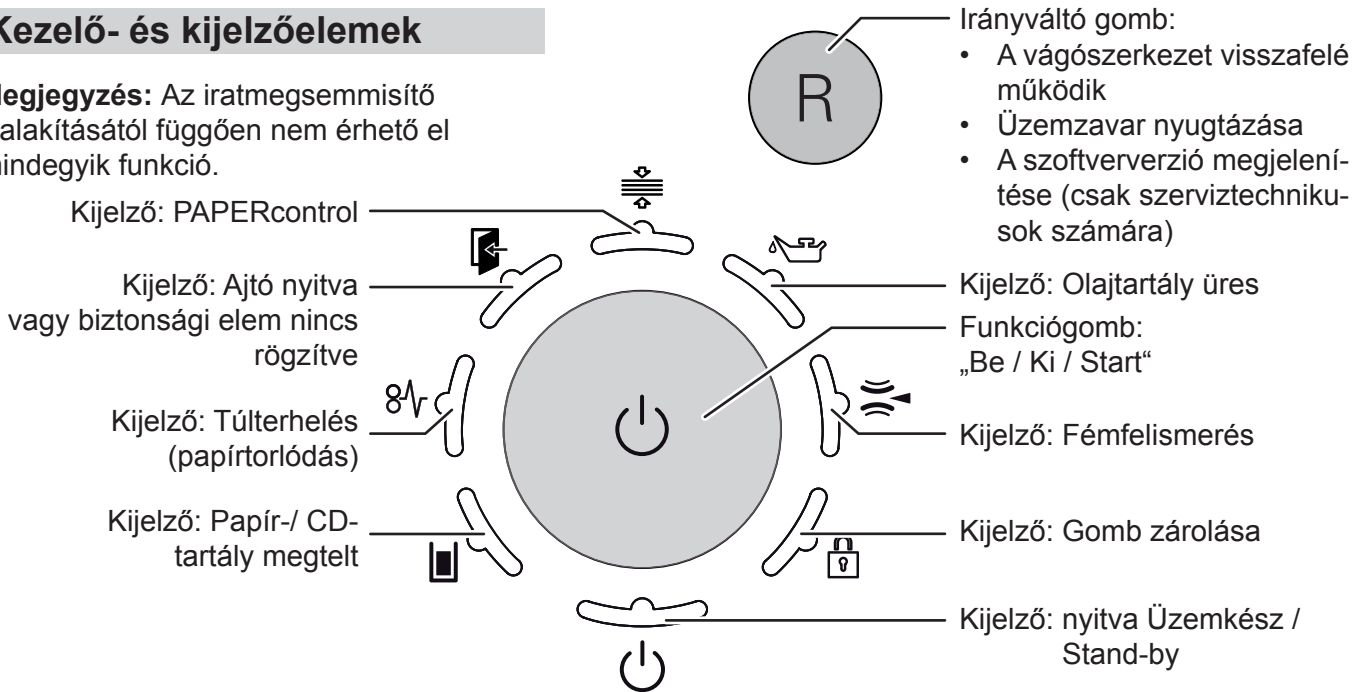 Kezelő- és kijelzőelemek
Megjegyzés: Az iratmegsemmisítő
alakításától függően nem érhető el
mindegyik funkció.
Kijelző: PAPERcontrol
Kijelző: Ajtó nyitva
vagy biztonsági elem nincs
rögzítve
Kijelző: Túlterhelés
(papírtorlódás)
Kijelző: Papír-/ CD-
tartály megtelt
R
Irányváltó gomb:
• A vágószerkezet visszafelé
működik
• Üzemzavar nyugtázása
• A szoftververzió megjelení-
tése (csak szerviztechniku-
sok számára)
Kijelző: Olajtartály üres
Funkciógomb:
„Be / Ki / Start“
Kijelző: Fémfelismerés
Kijelző: Gomb zárolása
Kijelző: nyitva Üzemkész /
Stand-by